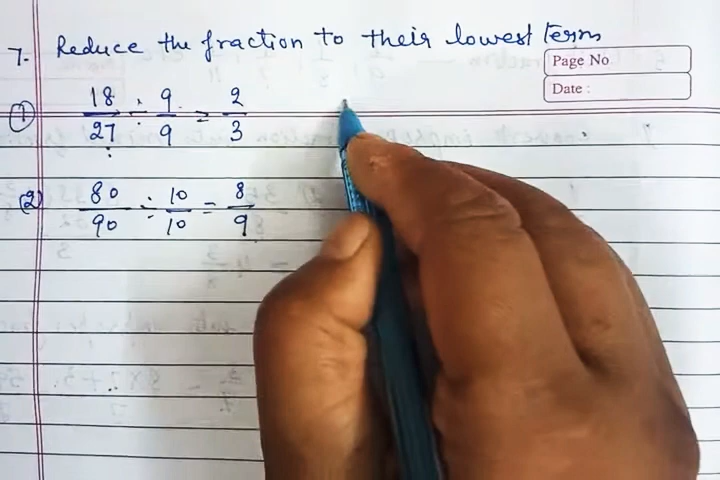 7. Reduce the fraction to their lowest term
Page No
Date :
(1) 18/27 ÷ 9/9 = 2/3
(2) 80/90 ÷ 10/10 = 8/9